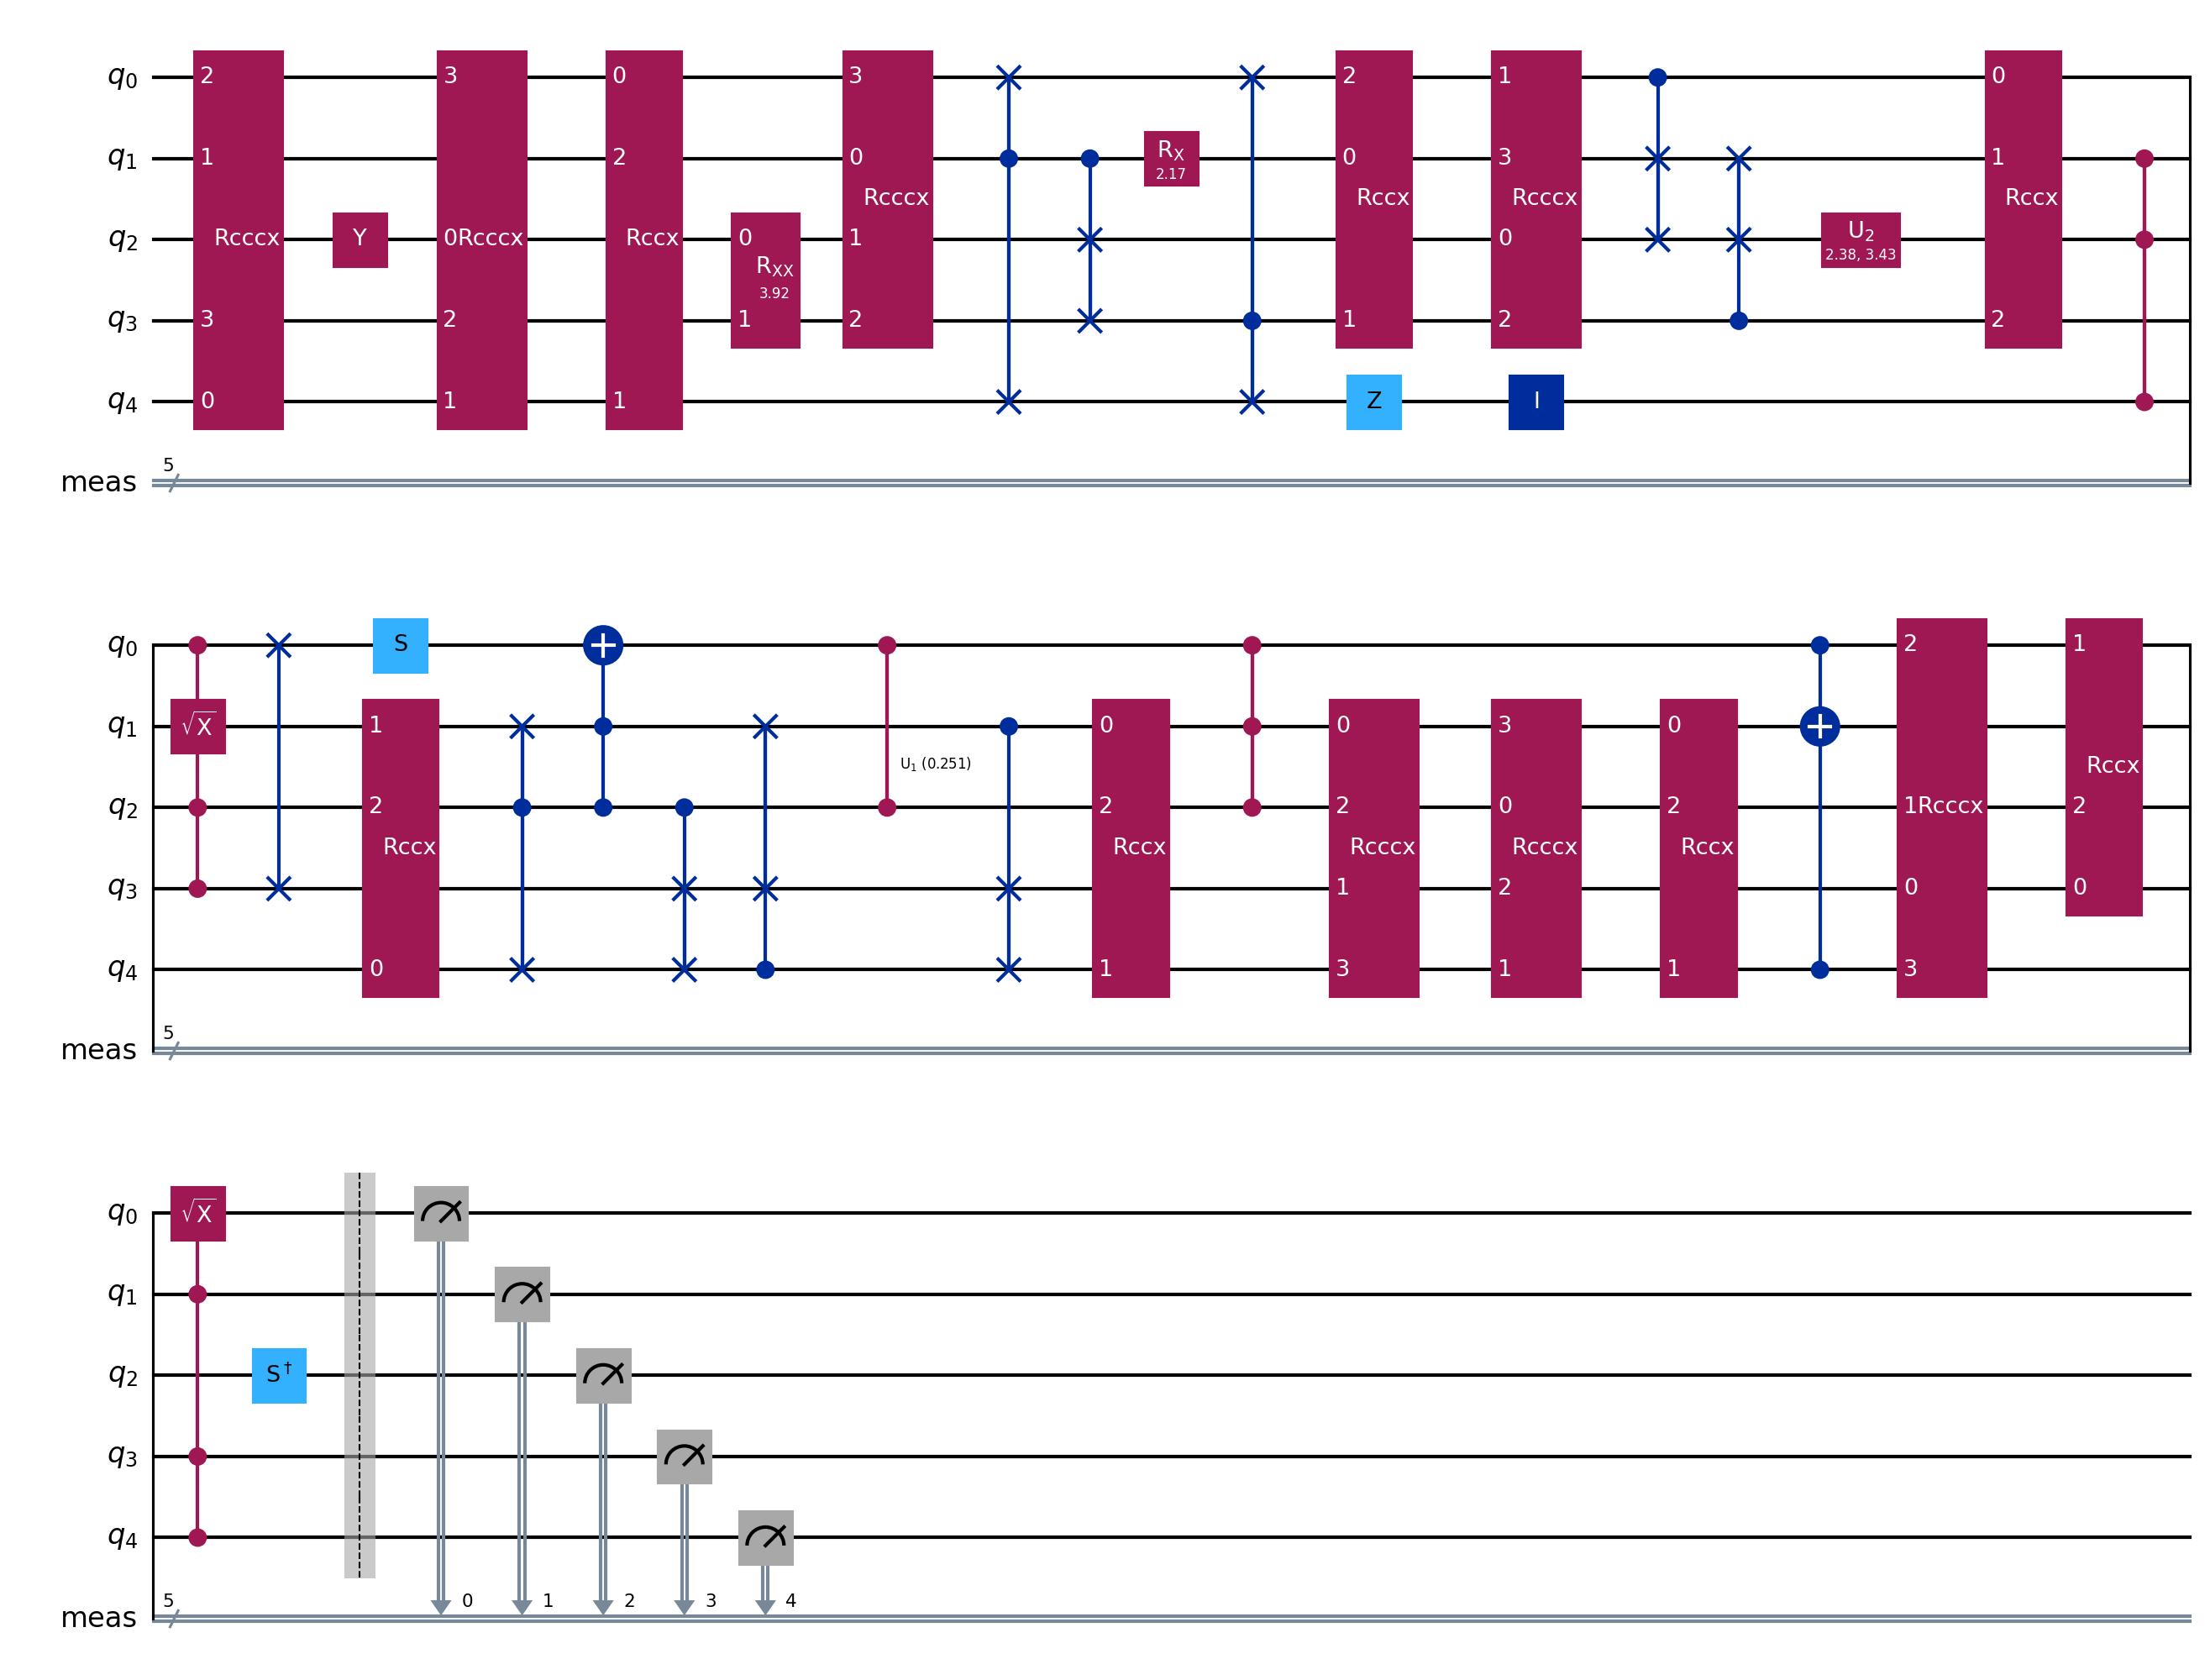 q0 2 3 0 3 2 1 0
q1 1 2 0 RX 2.17 0 3 1
Rcccx Rccx Rcccx Rccx
q2 Rcccx Y 0Rcccx Rccx 0 1 0 U2 2.38, 3.43
RXX 3.92
q3 3 2 1 2 1 2 2
q4 0 1 1 Z I
5
meas
q0 S 2 1
q1 √X 1 0 0 3 0
U1 (0.251) Rccx
q2 2 2 2 0 2 1Rcccx 2
Rccx Rccx Rcccx Rcccx Rccx
q3 1 2 0 0
q4 0 1 3 1 1 3
5
meas
q0 √X
q1
q2 S†
q3
q4
5 0 1 2 3 4
meas